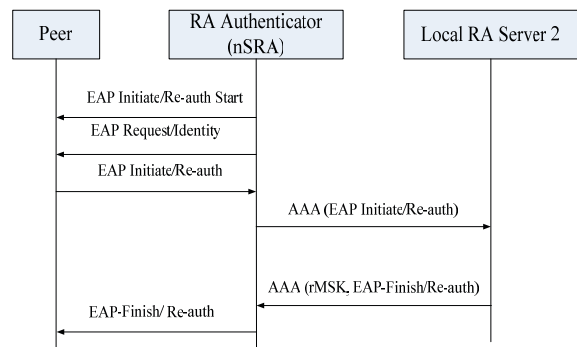 Peer
RA Authenticator
(nSRA)
Local RA Server 2
EAP Initiate/Re-auth Start
EAP Request/Identity
EAP Initiate/Re-auth
AAA (EAP Initiate/Re-auth)
AAA (rMSK, EAP-Finish/Re-auth)
EAP-Finish/ Re-auth